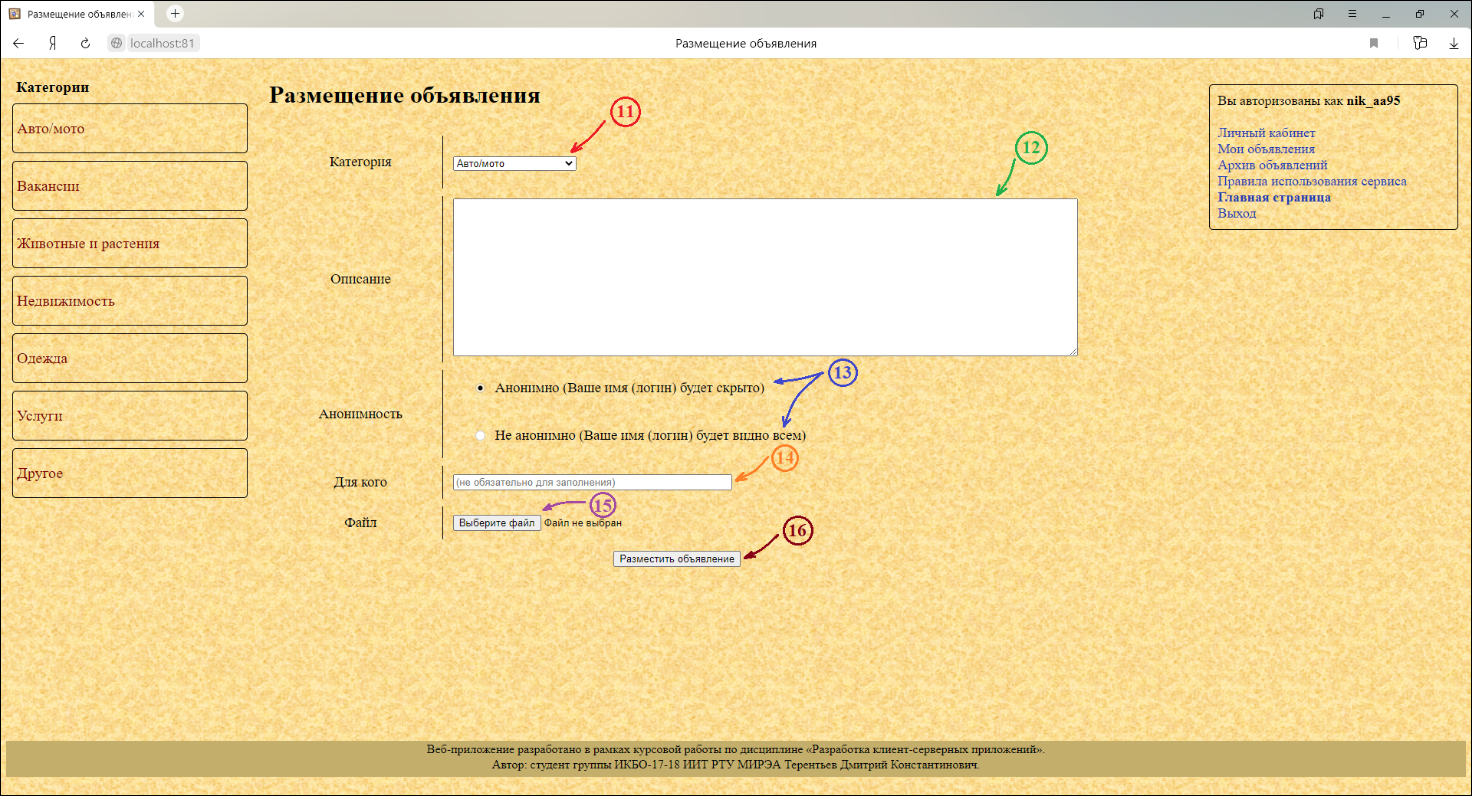 Размещение объявлен
localhost:81
Размещение объявления
Категории
Авто/мото
Вакансии
Животные и растения
Недвижимость
Одежда
Услуги
Другое
Размещение объявления
11
Категория
Авто/мото
12
Описание
13
Анонимность
Анонимно (Ваше имя (логин) будет скрыто)
Не анонимно (Ваше имя (логин) будет видно всем)
14
Для кого
(не обязательно для заполнения)
15
Файл
Выберите файл Файл не выбран
16
Разместить объявление
Вы авторизованы как nik_aa95
Личный кабинет
Мои объявления
Архив объявлений
Правила использования сервиса
Главная страница
Выход
Веб-приложение разработано в рамках курсовой работы по дисциплине «Разработка клиент-серверных приложений».
Автор: студент группы ИКБО-17-18 ИИТ РТУ МИРЭА Терентьев Дмитрий Константинович.